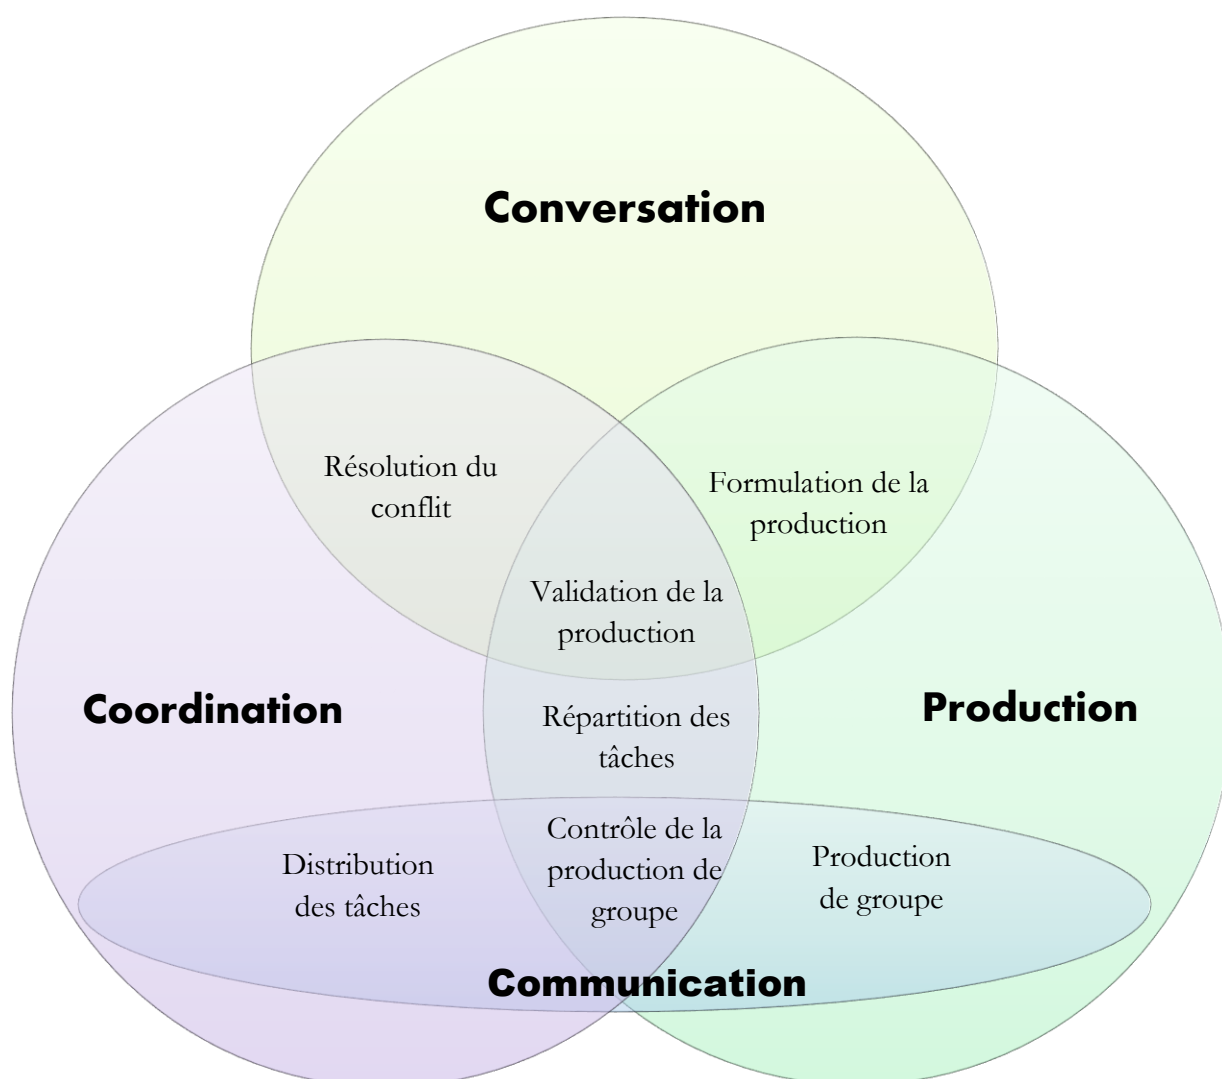 Conversation
Résolution du
conflit
Formulation de la
production
Validation de la
production
Coordination
Production
Répartition des
tâches
Distribution
des tâches
Contrôle de la
production de
groupe
Production
de groupe
Communication